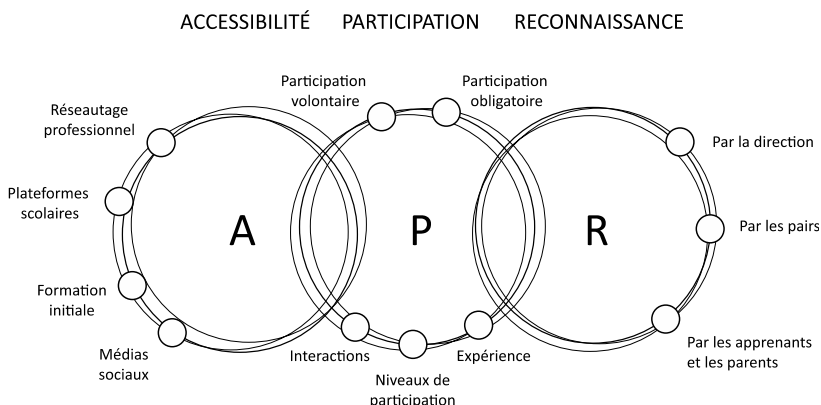 ACCESSIBILITÉ PARTICIPATION RECONNAISSANCE
Participation
volontaire
Participation
obligatoire
Réseautage
professionnel
Par la direction
Plateformes
scolaires
A P R
Par les pairs
Formation
initiale
Médias
sociaux
Interactions
Niveaux de
participation
Expérience
Par les apprenants
et les parents